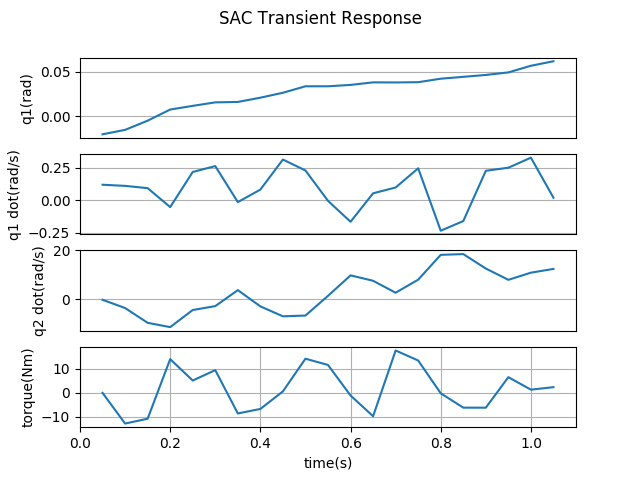 SAC Transient Response
q1(rad)
0.05
0.00
q1 dot(rad/s)
0.25
0.00
−0.25
q2 dot(rad/s)
20
0
torque(Nm)
10
0
−10
0.0 0.2 0.4 0.6 0.8 1.0
time(s)